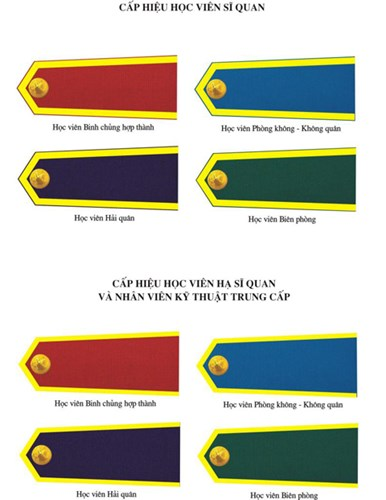 CẤP HIỆU HỌC VIÊN SĨ QUAN
Học viên Binh chủng hợp thành
Học viên Phòng không - Không quân
Học viên Hải quân
Học viên Biên phòng
CẤP HIỆU HỌC VIÊN HẠ SĨ QUAN
VÀ NHÂN VIÊN KỸ THUẬT TRUNG CẤP
Học viên Binh chủng hợp thành
Học viên Phòng không - Không quân
Học viên Hải quân
Học viên Biên phòng